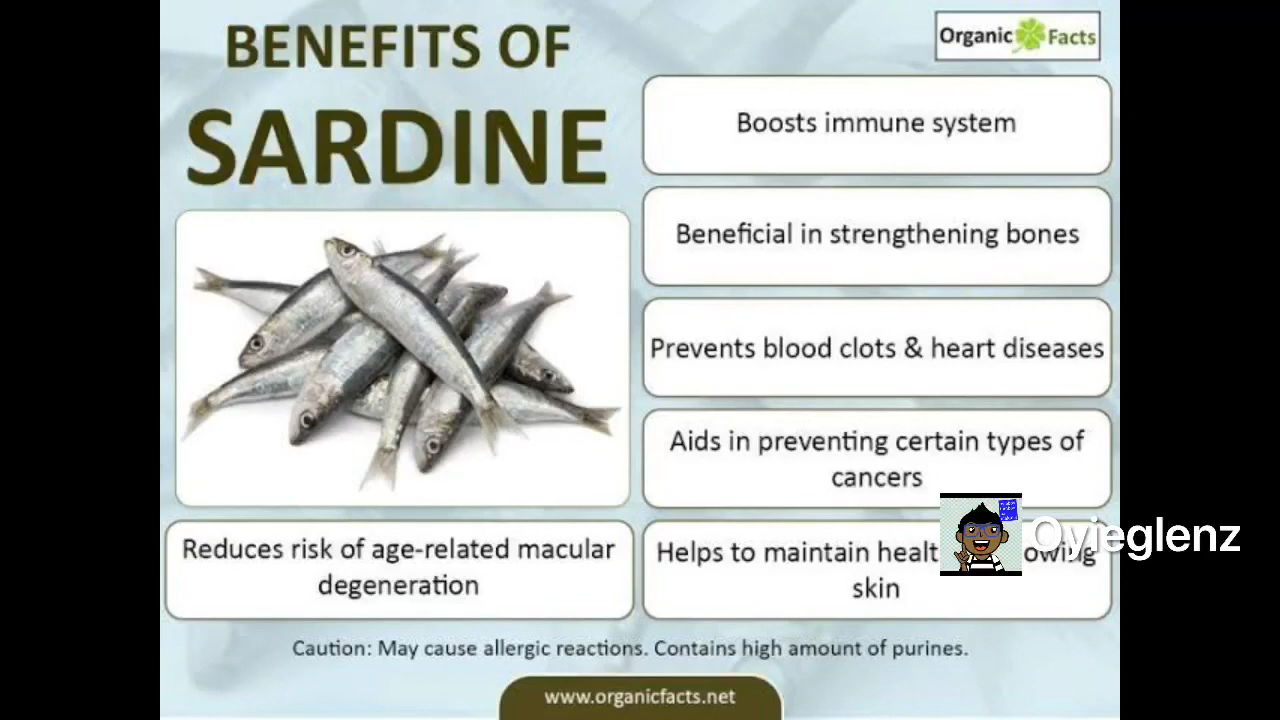 BENEFITS OF
SARDINE
Organic Facts
Boosts immune system
Beneficial in strengthening bones
Prevents blood clots & heart diseases
Aids in preventing certain types of
cancers
Reduces risk of age-related macular
degeneration
Helps to maintain
skin
Oyieglenz
Caution: May cause allergic reactions. Contains high amount of purines.
www.organicfacts.net